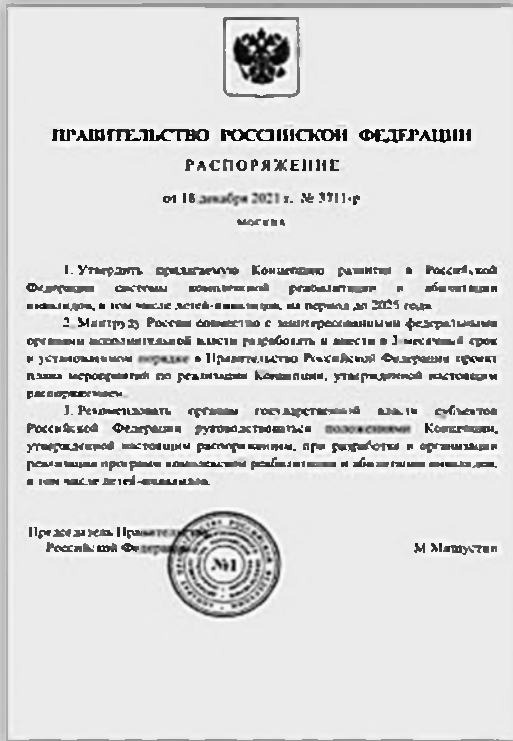 ПРАВИТЕЛЬСТВО РОССИЙСКОЙ ФЕДЕРАЦИИ
РАСПОРЯЖЕНИЕ
от 18 декабря 2021 г. № 3711-р
МОСКВА
1. Утвердить прилагаемую Концепцию развития в Российской
Федерации системы комплексной реабилитации и абилитации
инвалидов, в том числе детей-инвалидов, на период до 2025 года.
2. Минтруду России совместно с заинтересованными федеральными
органами исполнительной власти разработать и внести в 3-месячный срок
в установленном порядке в Правительство Российской Федерации проект
плана мероприятий по реализации Концепции, утвержденной настоящим
распоряжением.
3. Рекомендовать органам государственной власти субъектов
Российской Федерации руководствоваться положениями Концепции,
утвержденной настоящим распоряжением, при разработке и организации
реализации программ комплексной реабилитации и абилитации инвалидов,
в том числе детей-инвалидов.
Председатель Правительства
Российской Федерации
М.Мишустин
№1